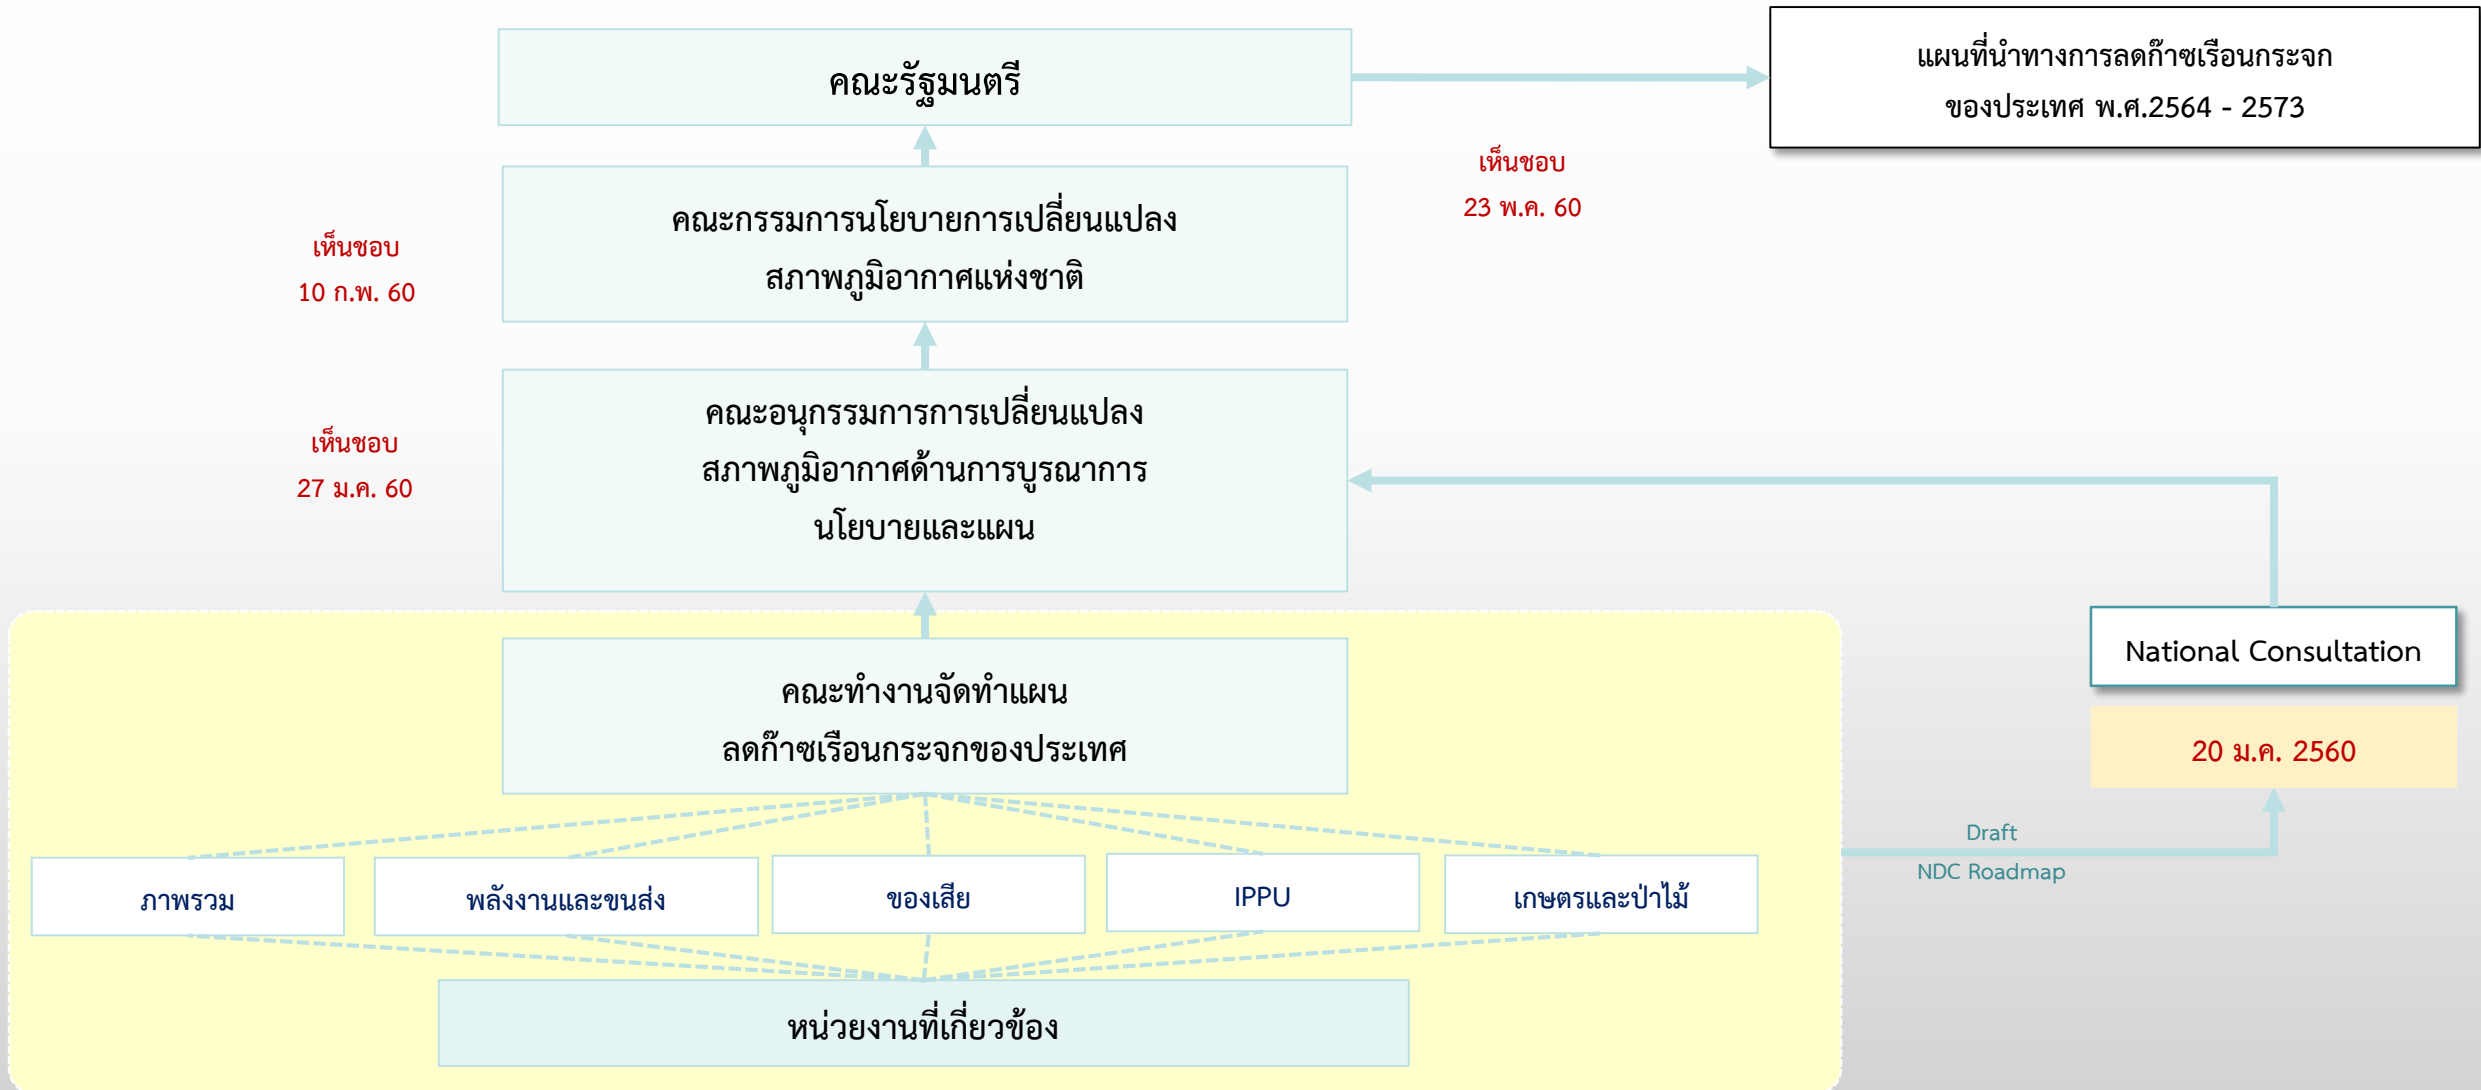 คณะรัฐมนตรี
แผนที่นำทางการลดก๊าซเรือนกระจก
ของประเทศ พ.ศ.2564 - 2573
เห็นชอบ
23 พ.ค. 60
คณะกรรมการนโยบายการเปลี่ยนแปลง
สภาพภูมิอากาศแห่งชาติ
เห็นชอบ
10 ก.พ. 60
คณะอนุกรรมการการเปลี่ยนแปลง
สภาพภูมิอากาศด้านการบูรณาการ
นโยบายและแผน
เห็นชอบ
27 ม.ค. 60
คณะทำงานจัดทำแผน
ลดก๊าซเรือนกระจกของประเทศ
National Consultation
20 ม.ค. 2560
Draft
NDC Roadmap
ภาพรวม
พลังงานและขนส่ง
ของเสีย
IPPU
เกษตรและป่าไม้
หน่วยงานที่เกี่ยวข้อง